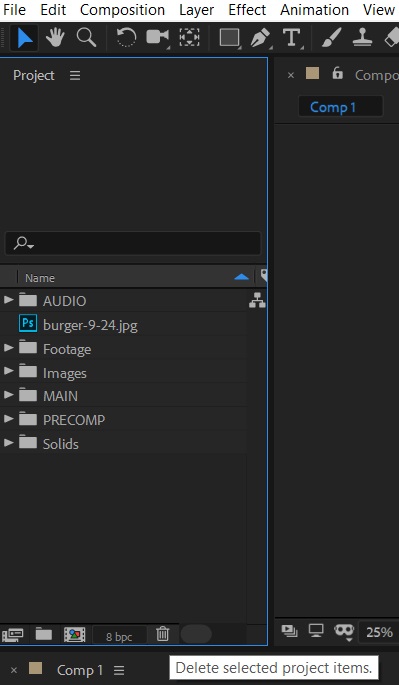 File Edit Composition Layer Effect Animation View
T
Project
× Compo
Comp 1
Name
AUDIO
Ps burger-9-24.jpg
Footage
Images
MAIN
PRECOMP
Solids
8 bpc
25%
× Comp 1
Delete selected project items.